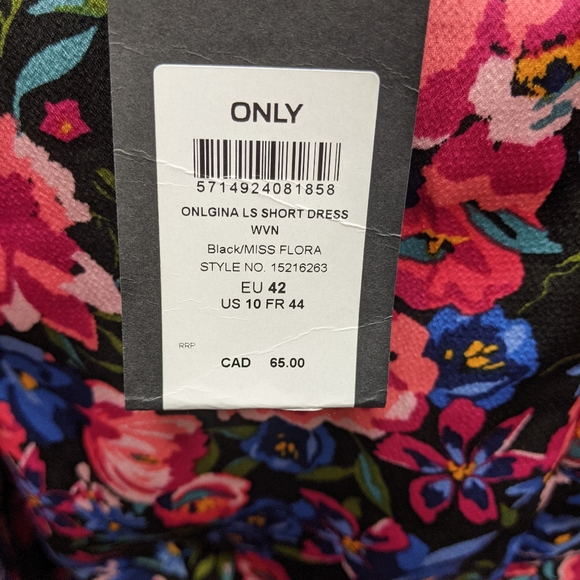 ONLY
5714924081858
ONLGINA LS SHORT DRESS
WVN
Black/MISS FLORA
STYLE NO. 15216263
EU 42
US 10 FR 44
RRP
CAD 65.00